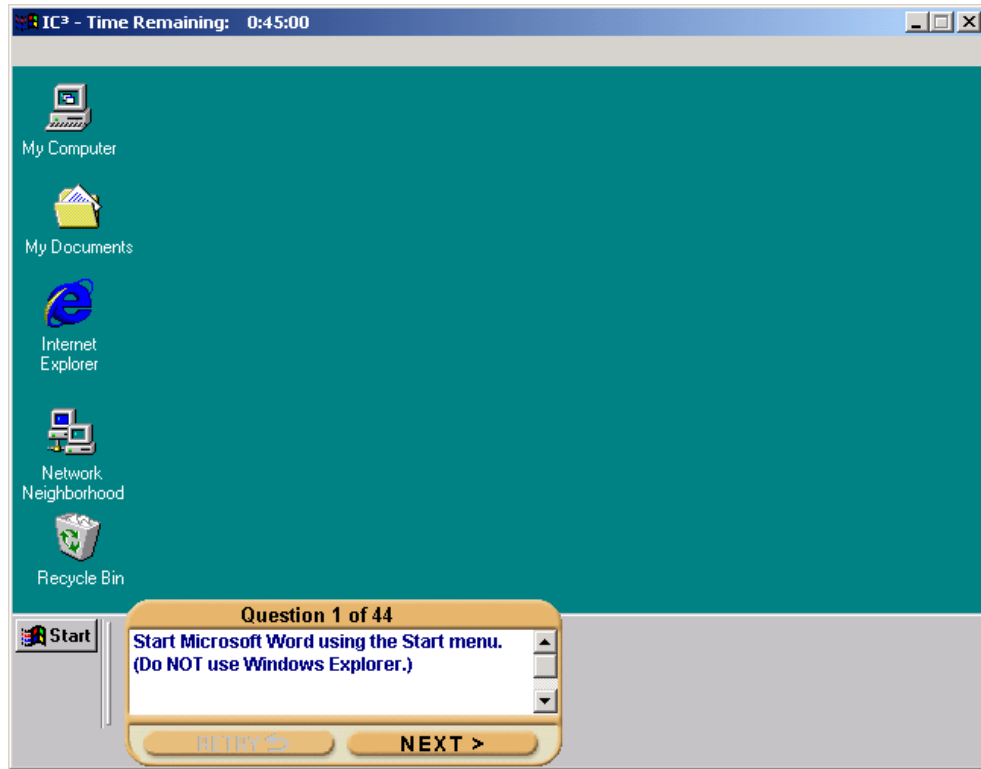 IC³ - Time Remaining: 0:45:00
My Computer
My Documents
Internet
Explorer
Network
Neighborhood
Recycle Bin
Start
Question 1 of 44
Start Microsoft Word using the Start menu.
(Do NOT use Windows Explorer.)
RETRY
NEXT >